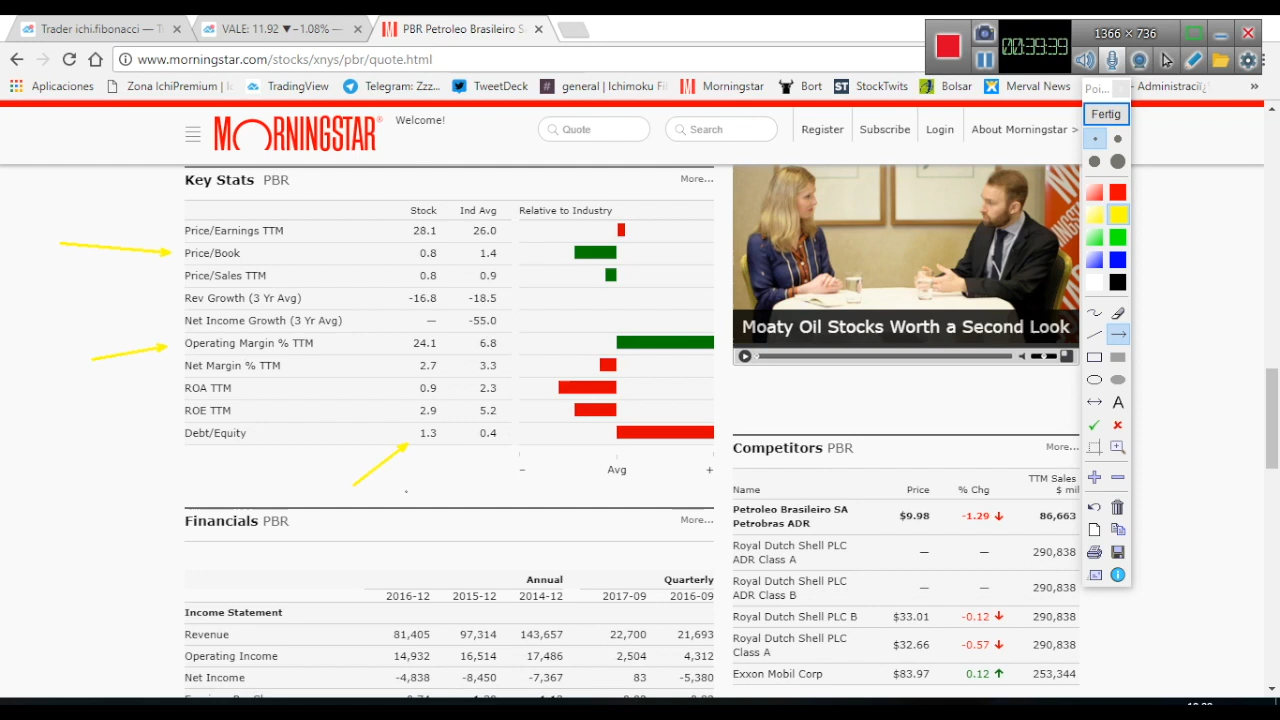 Trader ichi.fibonacci — Ti
VALE: 11.92 ▼−1.08% —
PBR Petroleo Brasileiro S
1366 × 736
00:39:39
www.morningstar.com/stocks/xnys/pbr/quote.html
Aplicaciones
Zona IchiPremium | Ic
TradingView
Telegram: Zzz...
TweetDeck
# general | Ichimoku Fi
Morningstar
Bort
ST StockTwits
Bolsar
Merval News
Administraciï¿½
»
Poi...
Fertig
MORNINGSTAR®
Welcome!
Quote
Search
Register
Subscribe
Login
About Morningstar >
Key Stats PBR
More...
Stock Ind Avg Relative to Industry
Price/Earnings TTM 28.1 26.0
Price/Book 0.8 1.4
Price/Sales TTM 0.8 0.9
Rev Growth (3 Yr Avg) -16.8 -18.5
Net Income Growth (3 Yr Avg) — -55.0
Operating Margin % TTM 24.1 6.8
Net Margin % TTM 2.7 3.3
ROA TTM 0.9 2.3
ROE TTM 2.9 5.2
Debt/Equity 1.3 0.4
− Avg +
Moaty Oil Stocks Worth a Second Look
Financials PBR
More...
Annual Quarterly
2016-12 2015-12 2014-12 2017-09 2016-09
Income Statement
Revenue 81,405 97,314 143,657 22,700 21,693
Operating Income 14,932 16,514 17,486 2,504 4,312
Net Income -4,838 -8,450 -7,367 83 -5,380
Competitors PBR
More...
TTM Sales
Name Price % Chg $ mil
Petroleo Brasileiro SA
Petrobras ADR $9.98 -1.29 86,663
Royal Dutch Shell PLC
ADR Class A — — 290,838
Royal Dutch Shell PLC
ADR Class B — — 290,838
Royal Dutch Shell PLC B $33.01 -0.12 290,838
Royal Dutch Shell PLC
Class A $32.66 -0.57 290,838
Exxon Mobil Corp $83.97 0.12 253,344
A